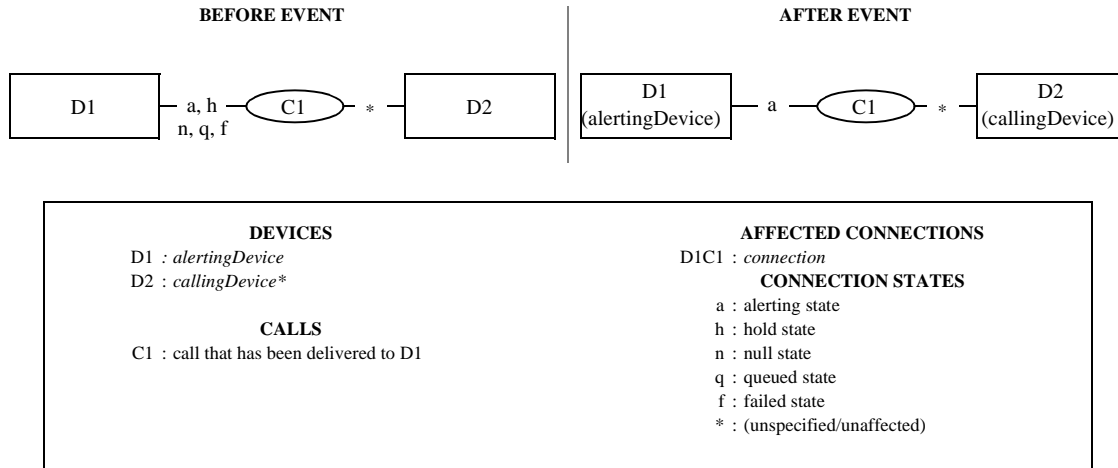 BEFORE EVENT
AFTER EVENT
D1
a, h
n, q, f
C1
*
D2
D1
(alertingDevice)
a
C1
*
D2
(callingDevice)
DEVICES
D1 : alertingDevice
D2 : callingDevice*
CALLS
C1 : call that has been delivered to D1
AFFECTED CONNECTIONS
D1C1 : connection
CONNECTION STATES
a : alerting state
h : hold state
n : null state
q : queued state
f : failed state
* : (unspecified/unaffected)